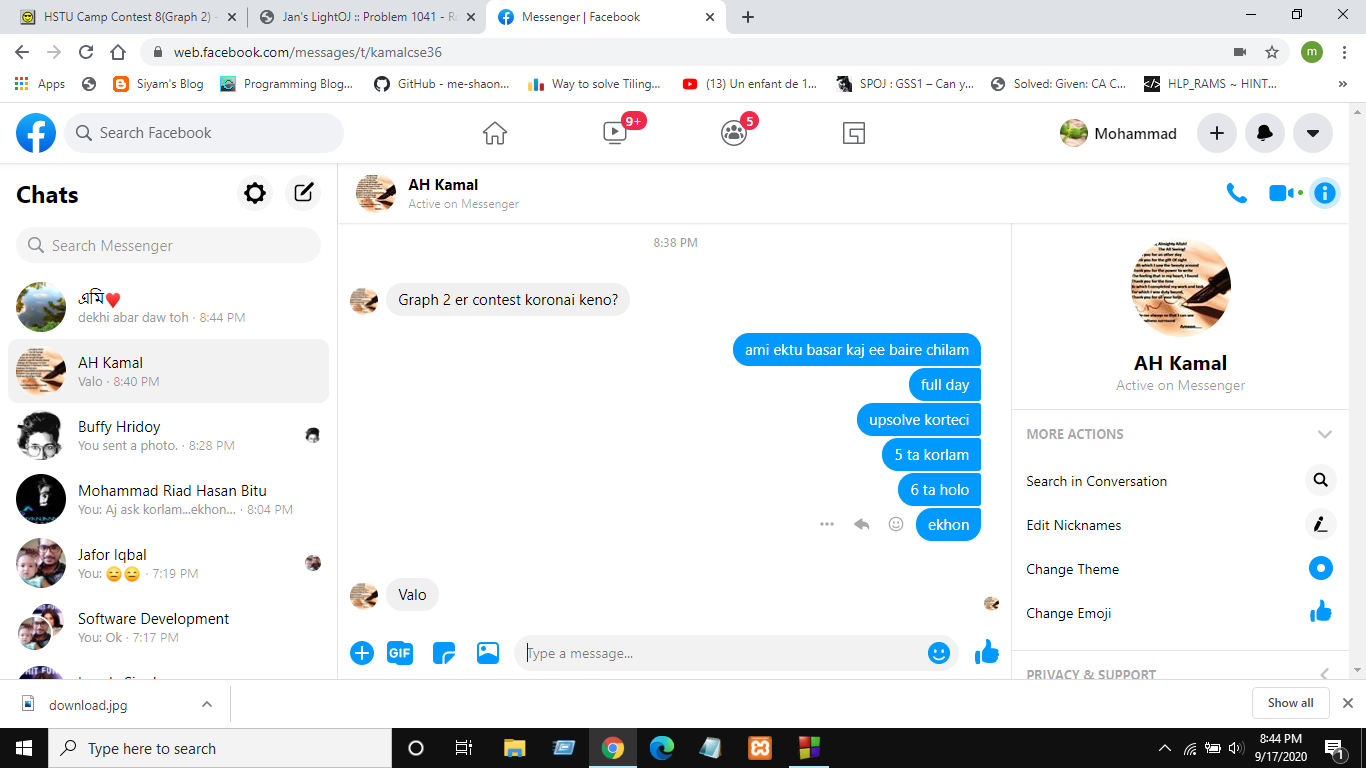 HSTU Camp Contest 8(Graph 2) -
Jan's LightOJ :: Problem 1041 - Ro
Messenger | Facebook
web.facebook.com/messages/t/kamalcse36
m
Apps
Siyam's Blog
Programming Blog...
GitHub - me-shaon...
Way to solve Tiling...
(13) Un enfant de 1...
SPOJ : GSS1 – Can y...
Solved: Given: CA C...
HLP_RAMS ~ HINT...
»
Search Facebook
9+
5
Mohammad
Chats
Search Messenger
এমি❤️
dekhi abar daw toh · 8:44 PM
AH Kamal
Valo · 8:40 PM
Buffy Hridoy
You sent a photo. · 8:28 PM
Mohammad Riad Hasan Bitu
You: Aj ask korlam...ekhon... · 8:04 PM
Jafor Iqbal
You: 😑😑 · 7:19 PM
Software Development
You: Ok · 7:17 PM
AH Kamal
Active on Messenger
8:38 PM
Graph 2 er contest koronai keno?
ami ektu basar kaj ee baire chilam
full day
upsolve korteci
5 ta korlam
6 ta holo
ekhon
Valo
GIF
Type a message...
AH Kamal
Active on Messenger
MORE ACTIONS
Search in Conversation
Edit Nicknames
Change Theme
Change Emoji
PRIVACY & SUPPORT
download.jpg
Show all
Type here to search
8:44 PM
9/17/2020
1